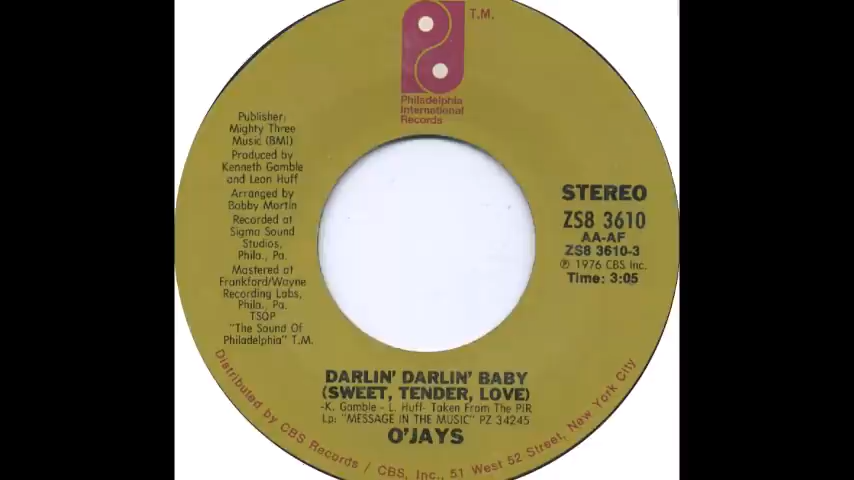 T.M.
Philadelphia
International
Records
Publisher:
Mighty Three
Music (BMI)
Produced by
Kenneth Gamble
and Leon Huff
Arranged by
Bobby Martin
Recorded at
Sigma Sound
Studios,
Phila., Pa.
Mastered at
Frankford/Wayne
Recording Labs,
Phila., Pa.
TSOP
"The Sound Of
Philadelphia" T.M.
STEREO
ZS8 3610
AA-AF
ZS8 3610-3
℗ 1976 CBS Inc.
Time: 3:05
DARLIN' DARLIN' BABY
(SWEET, TENDER, LOVE)
-K. Gamble - L. Huff- Taken From The PIR
Lp: "MESSAGE IN THE MUSIC" PZ 34245
O'JAYS
Distributed by CBS Records / CBS, Inc., 51 West 52 Street, New York City